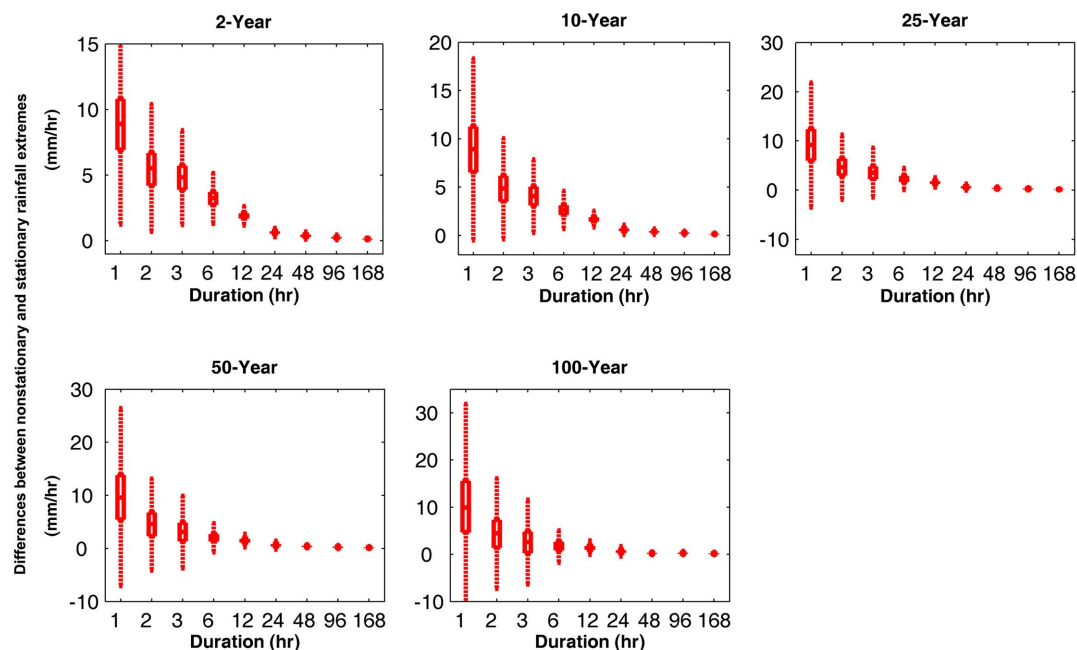 Differences between nonstationary and stationary rainfall extremes
(mm/hr)
(mm/hr)
2-Year
15
10
5
0
1 2 3 6 12 24 48 96 168
Duration (hr)
10-Year
20
15
10
5
0
1 2 3 6 12 24 48 96 168
Duration (hr)
25-Year
30
20
10
0
-10
1 2 3 6 12 24 48 96 168
Duration (hr)
50-Year
30
20
10
0
-10
1 2 3 6 12 24 48 96 168
Duration (hr)
100-Year
30
20
10
0
-10
1 2 3 6 12 24 48 96 168
Duration (hr)